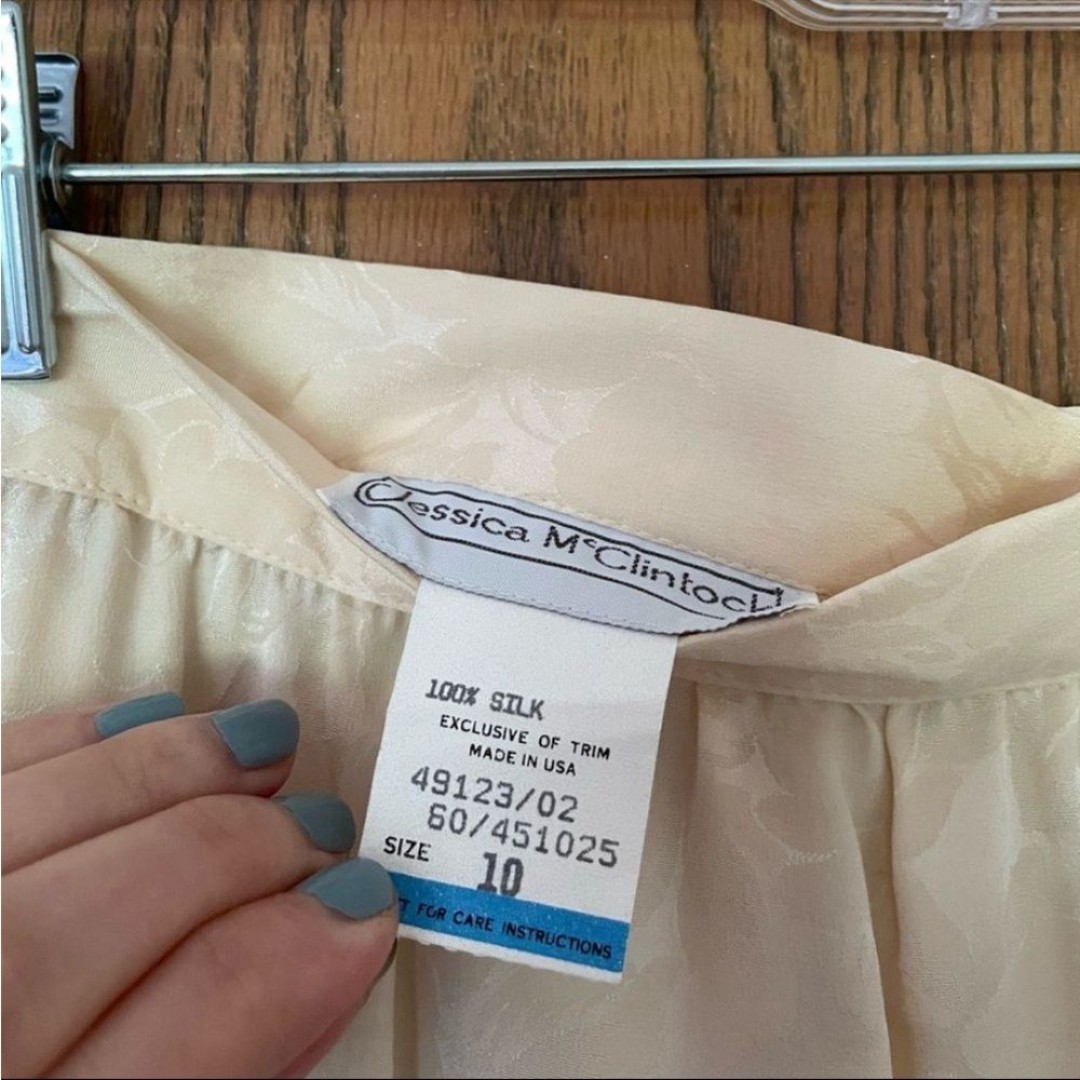 Jessica McClintock
100% SILK
EXCLUSIVE OF TRIM
MADE IN USA
49123/02
60/451025
SIZE 10
FOR CARE INSTRUCTIONS